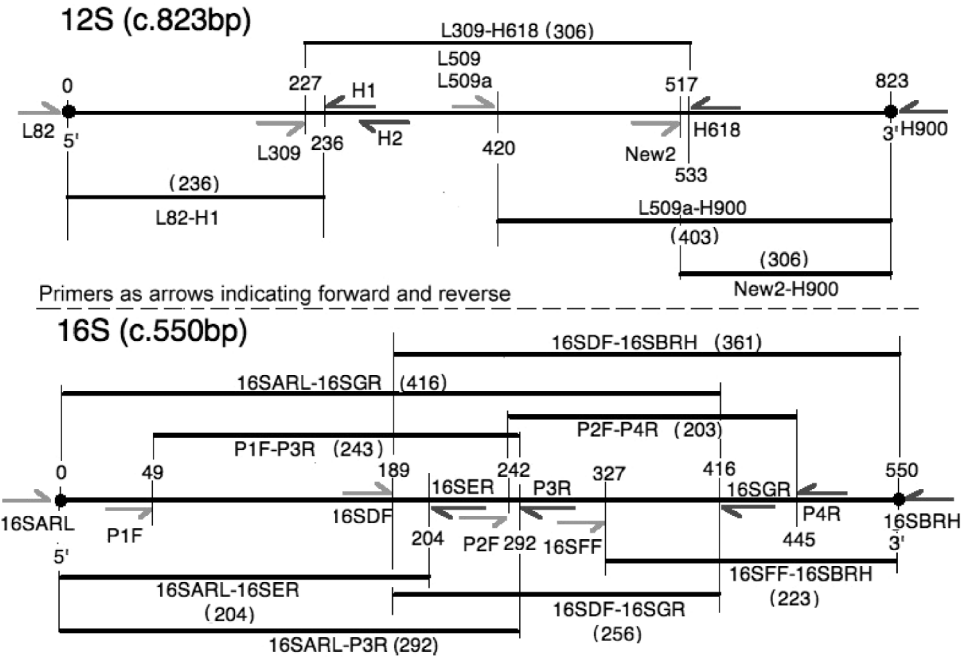 12S (c.823bp)
L309-H618 (306)
L509
L509a
0
227
H1
517
823
L82
5'
L309
236
H2
420
New2
H618
533
3'
H900
(236)
L82-H1
L509a-H900
(403)
(306)
New2-H900
Primers as arrows indicating forward and reverse
16S (c.550bp)
16SDF-16SBRH (361)
16SARL-16SGR (416)
P2F-P4R (203)
P1F-P3R (243)
0
49
189
242
327
416
550
16SER
P3R
16SGR
16SARL
P1F
16SDF
204
P2F
292
16SFF
445
P4R
16SBRH
5'
3'
16SARL-16SER
(204)
16SFF-16SBRH
(223)
16SDF-16SGR
(256)
16SARL-P3R (292)